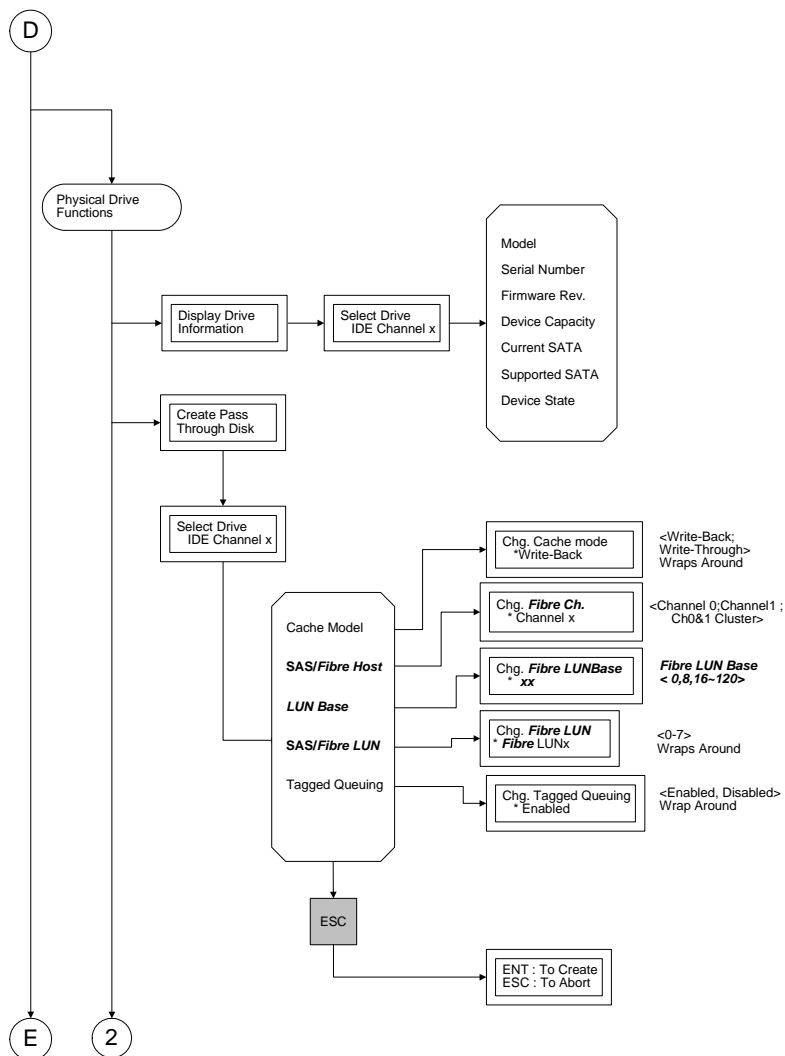 D
Physical Drive
Functions
Display Drive
Information
Select Drive
IDE Channel x
Model
Serial Number
Firmware Rev.
Device Capacity
Current SATA
Supported SATA
Device State
Create Pass
Through Disk
Select Drive
IDE Channel x
Cache Model
SAS/Fibre Host
LUN Base
SAS/Fibre LUN
Tagged Queuing
Chg. Cache mode
*Write-Back
<Write-Back;
Write-Through>
Wraps Around
Chg. Fibre Ch.
* Channel x
<Channel 0;Channel1 ;
Ch0&1 Cluster>
Chg. Fibre LUNBase
* xx
Fibre LUN Base
< 0,8,16~120>
Chg. Fibre LUN
* Fibre LUNx
<0-7>
Wraps Around
Chg. Tagged Queuing
* Enabled
<Enabled, Disabled>
Wrap Around
ESC
ENT : To Create
ESC : To Abort
E
2